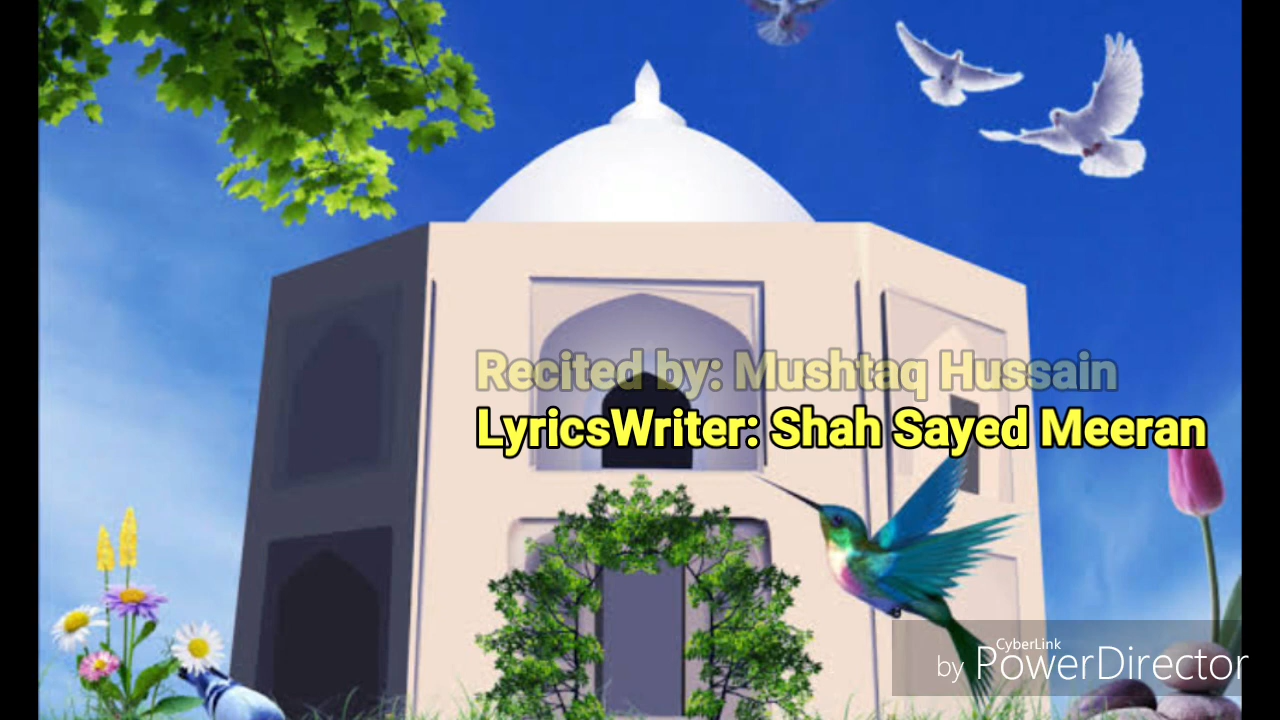 Recited by: Mushtaq Hussain
LyricsWriter: Shah Sayed Meeran
CyberLink
by PowerDirector